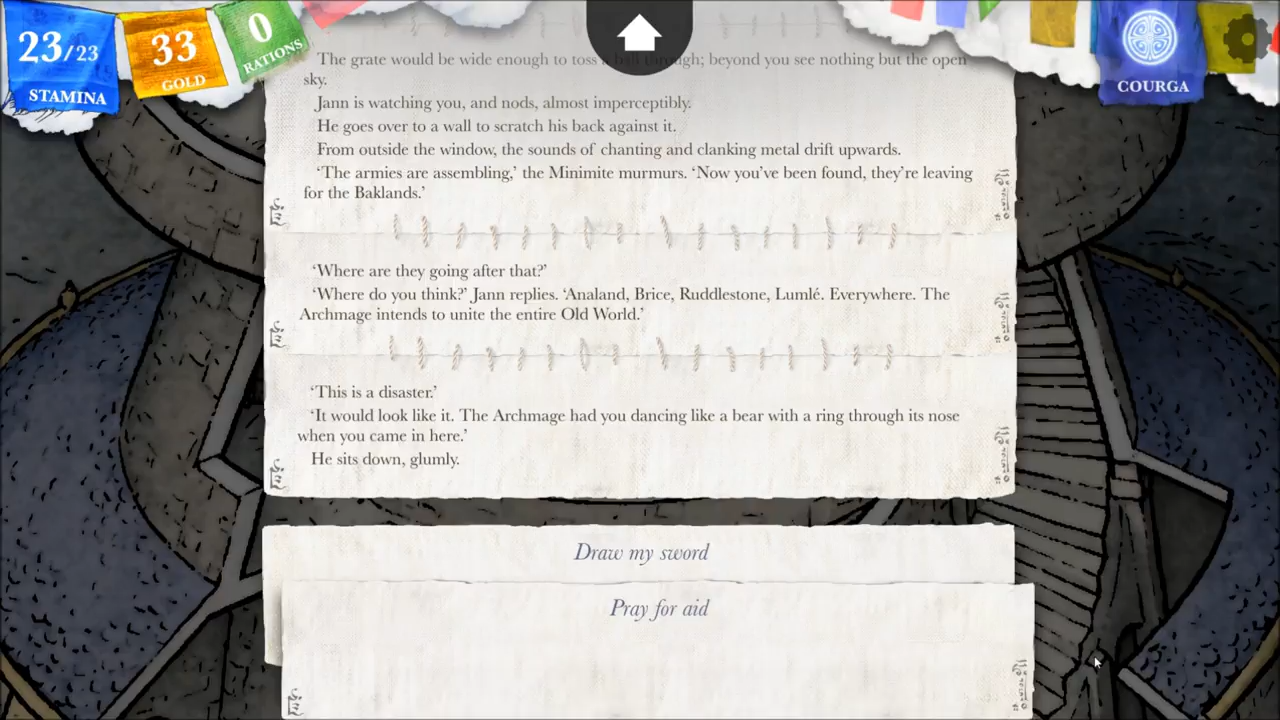 23/23
STAMINA
33
GOLD
0
RATIONS
COURGA
The grate would be wide enough to toss a ball through; beyond you see nothing but the open
sky.
Jann is watching you, and nods, almost imperceptibly.
He goes over to a wall to scratch his back against it.
From outside the window, the sounds of chanting and clanking metal drift upwards.
‘The armies are assembling,’ the Minimite murmurs. ‘Now you’ve been found, they’re leaving
for the Baklands.’
‘Where are they going after that?’
‘Where do you think?’ Jann replies. ‘Analand, Brice, Ruddlestone, Lumlé. Everywhere. The
Archmage intends to unite the entire Old World.’
‘This is a disaster.’
‘It would look like it. The Archmage had you dancing like a bear with a ring through its nose
when you came in here.’
He sits down, glumly.
Draw my sword
Pray for aid